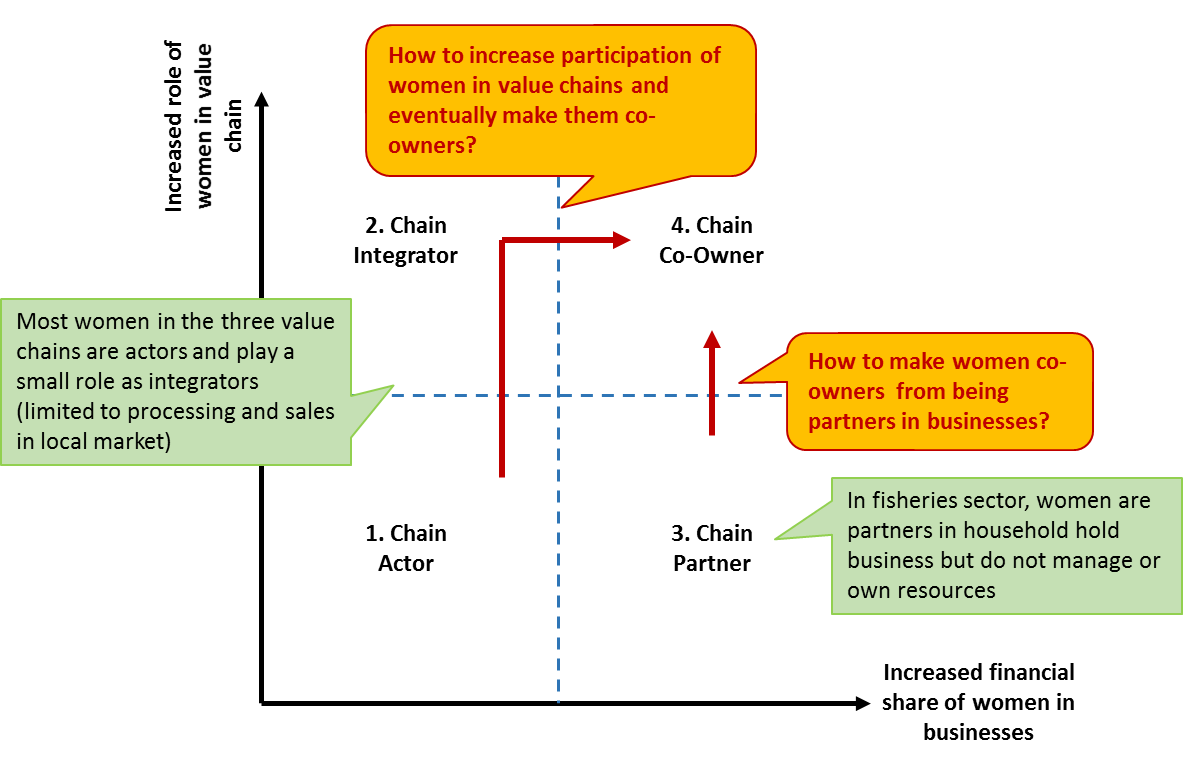 Increased role of
women in value
chain
How to increase participation of
women in value chains and
eventually make them co-
owners?
2. Chain
Integrator
4. Chain
Co-Owner
Most women in the three value
chains are actors and play a
small role as integrators
(limited to processing and sales
in local market)
How to make women co-
owners from being
partners in businesses?
1. Chain
Actor
3. Chain
Partner
In fisheries sector, women are
partners in household hold
business but do not manage or
own resources
Increased financial
share of women in
businesses